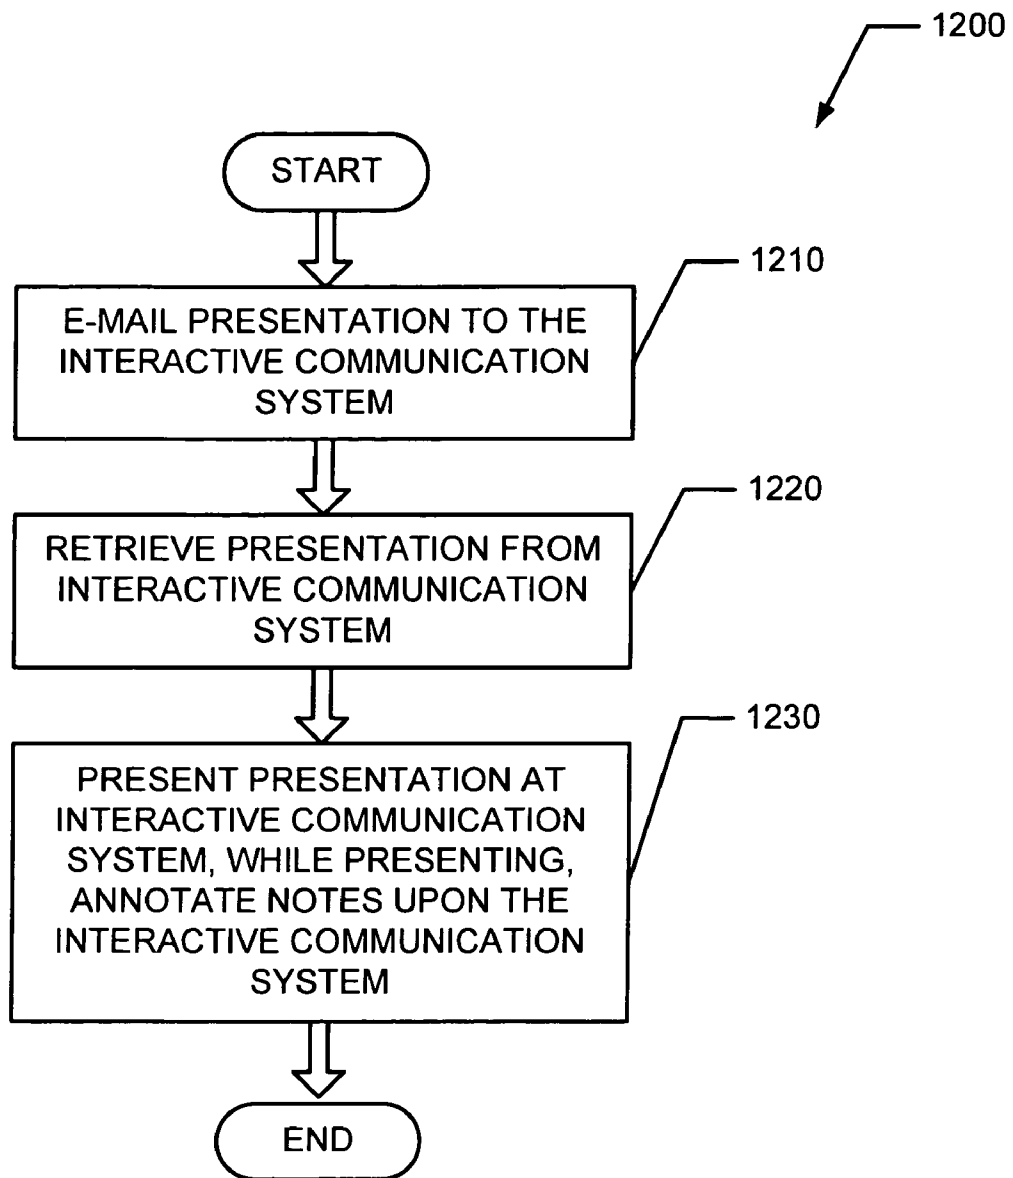 1200
START
1210
E-MAIL PRESENTATION TO THE
INTERACTIVE COMMUNICATION
SYSTEM
1220
RETRIEVE PRESENTATION FROM
INTERACTIVE COMMUNICATION
SYSTEM
1230
PRESENT PRESENTATION AT
INTERACTIVE COMMUNICATION
SYSTEM, WHILE PRESENTING,
ANNOTATE NOTES UPON THE
INTERACTIVE COMMUNICATION
SYSTEM
END